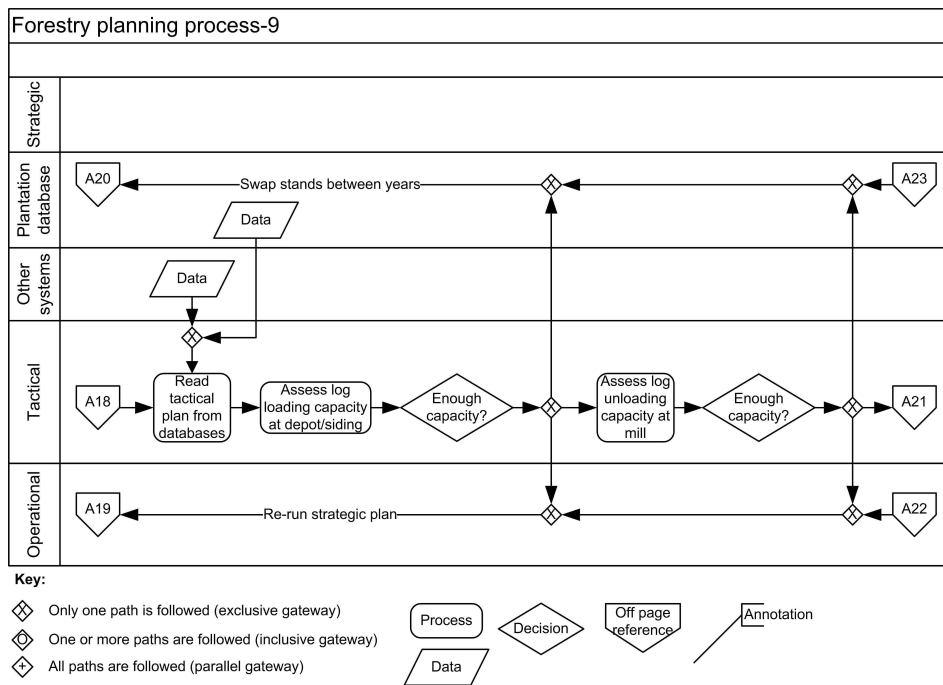 Forestry planning process-9
Strategic
Plantation
database
A20
Swap stands between years
A23
Data
Other
systems
Data
Tactical
A18
Read
tactical
plan from
databases
Assess log
loading capacity
at depot/siding
Enough
capacity?
X
Assess log
unloading
capacity at
mill
Enough
capacity?
X
A21
X
X
X
Operational
A19
Re-run strategic plan
X
X
A22
Key:
X
Only one path is followed (exclusive gateway)
O
One or more paths are followed (inclusive gateway)
+
All paths are followed (parallel gateway)
Process
Data
Decision
Off page
reference
Annotation